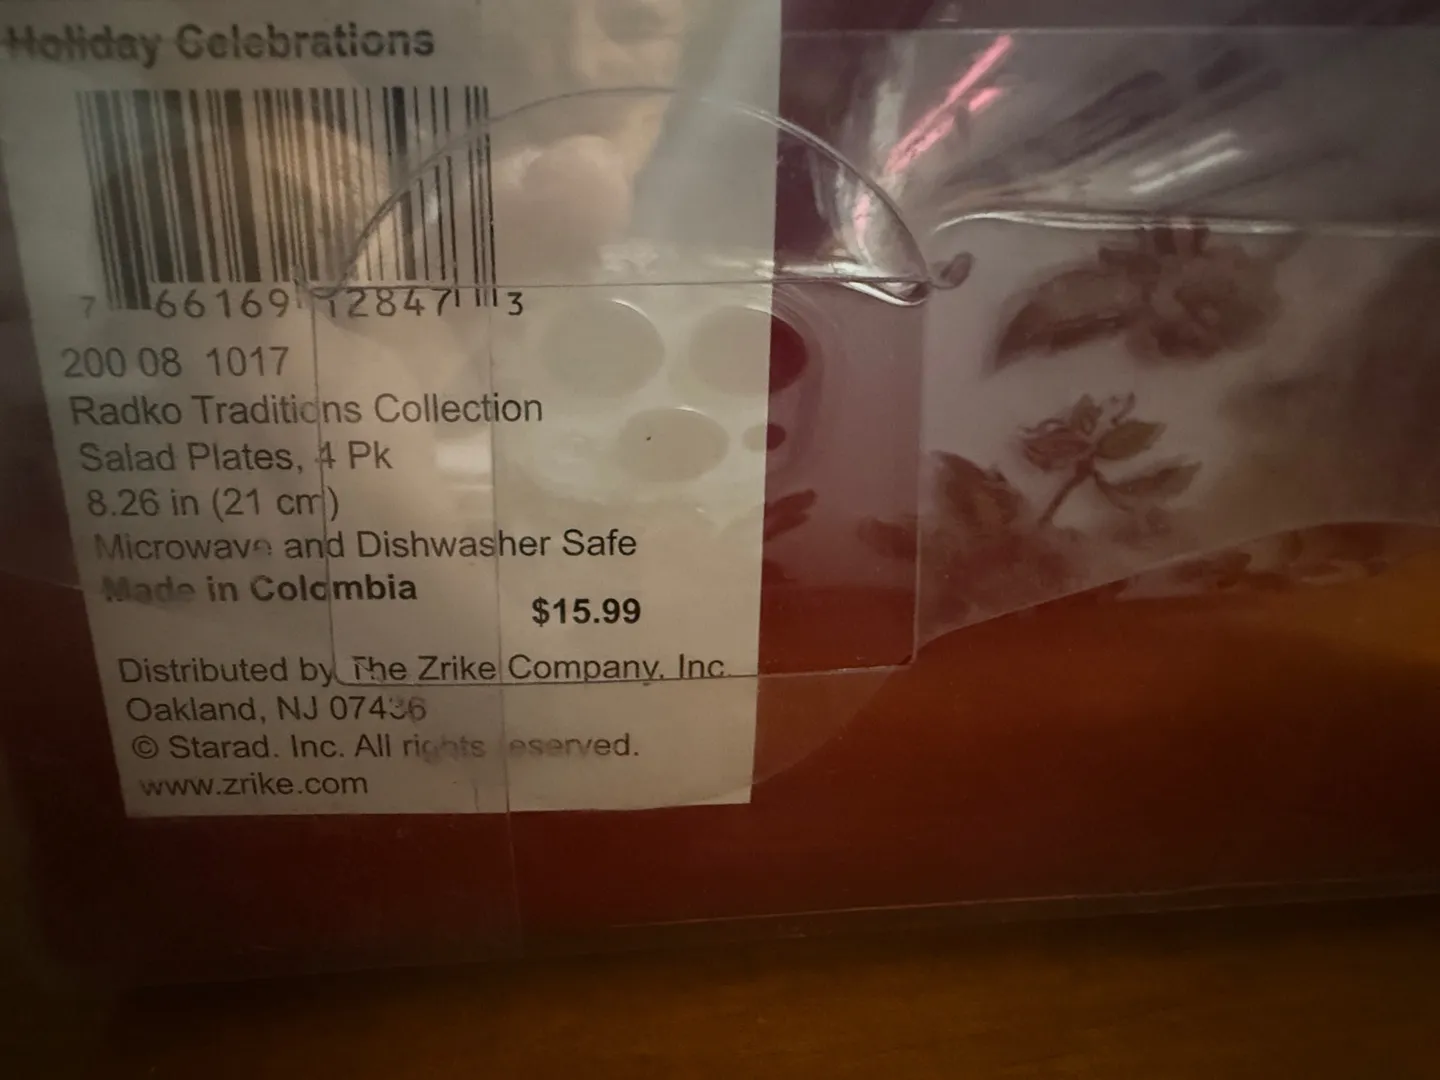 Holiday Celebrations
7 66169 12847 3
200 08 1017
Radko Traditions Collection
Salad Plates, 4 Pk
8.26 in (21 cm)
Microwave and Dishwasher Safe
Made in Colombia
$15.99
Distributed by The Zrike Company, Inc.
Oakland, NJ 07436
© Starad. Inc. All rights reserved.
www.zrike.com